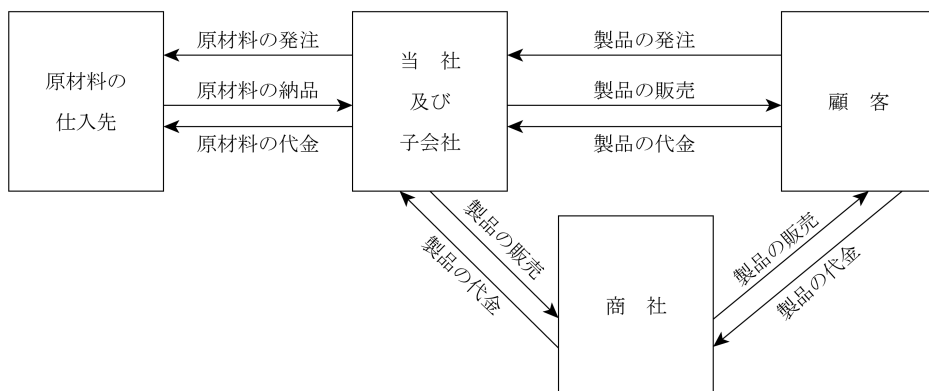 原材料の
仕入先
原材料の発注
原材料の納品
原材料の代金
当　社
及び
子会社
製品の発注
製品の販売
製品の代金
顧　客
製品の販売
製品の代金
商　社
製品の販売
製品の代金